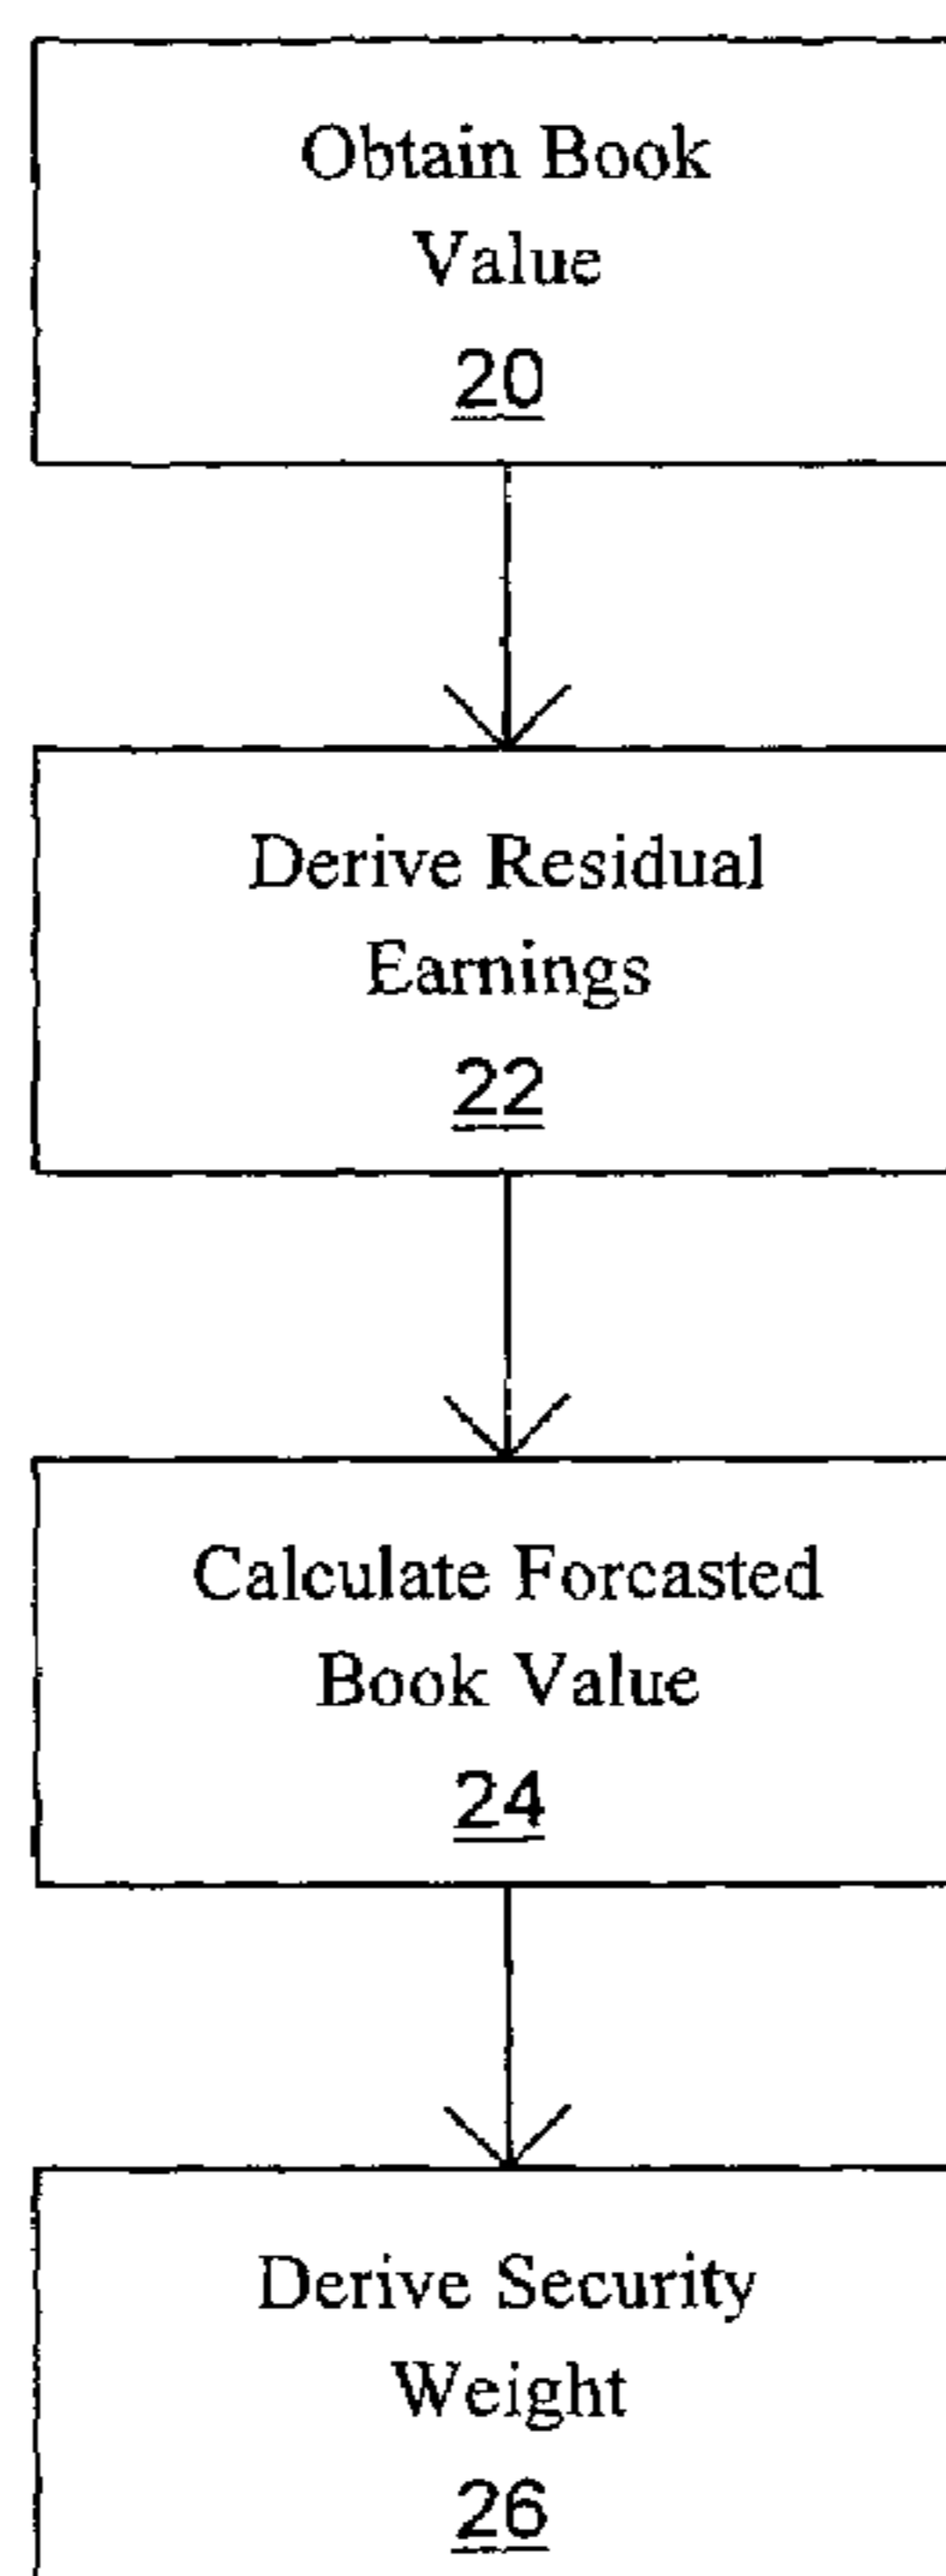 Obtain Book
Value
20
Derive Residual
Earnings
22
Calculate Forcasted
Book Value
24
Derive Security
Weight
26